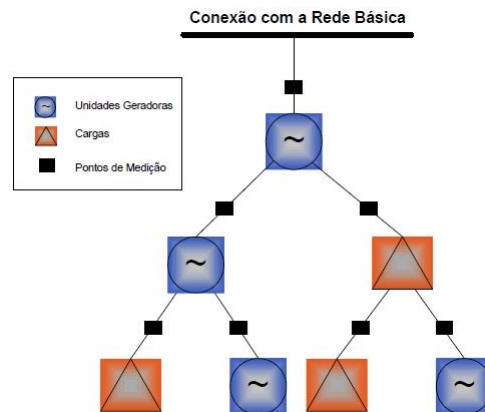 Conexão com a Rede Básica
Unidades Geradoras
Cargas
Pontos de Medição